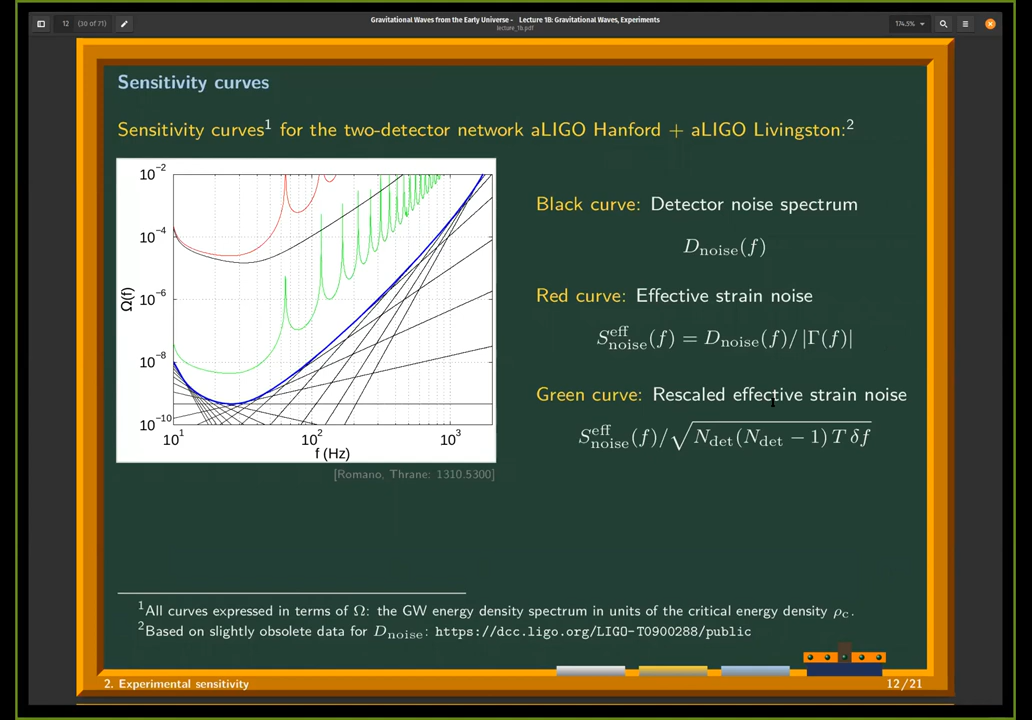 12 (30 of 71)
Gravitational Waves from the Early Universe - Lecture 1B: Gravitational Waves, Experiments
lecture_1b.pdf
174.5%
Sensitivity curves
Sensitivity curves¹ for the two-detector network aLIGO Hanford + aLIGO Livingston:²
10⁻²
10⁻⁴
10⁻⁶
10⁻⁸
10⁻¹⁰
Ω(f)
10¹ 10² 10³
f (Hz)
[Romano, Thrane: 1310.5300]
Black curve: Detector noise spectrum
D_noise(f)
Red curve: Effective strain noise
S_noise^eff(f) = D_noise(f)/|Γ(f)|
Green curve: Rescaled effective strain noise
S_noise^eff(f)/√(N_det(N_det − 1) T δf)
¹All curves expressed in terms of Ω: the GW energy density spectrum in units of the critical energy density ρ_c.
²Based on slightly obsolete data for D_noise: https://dcc.ligo.org/LIGO-T0900288/public
2. Experimental sensitivity
12/21